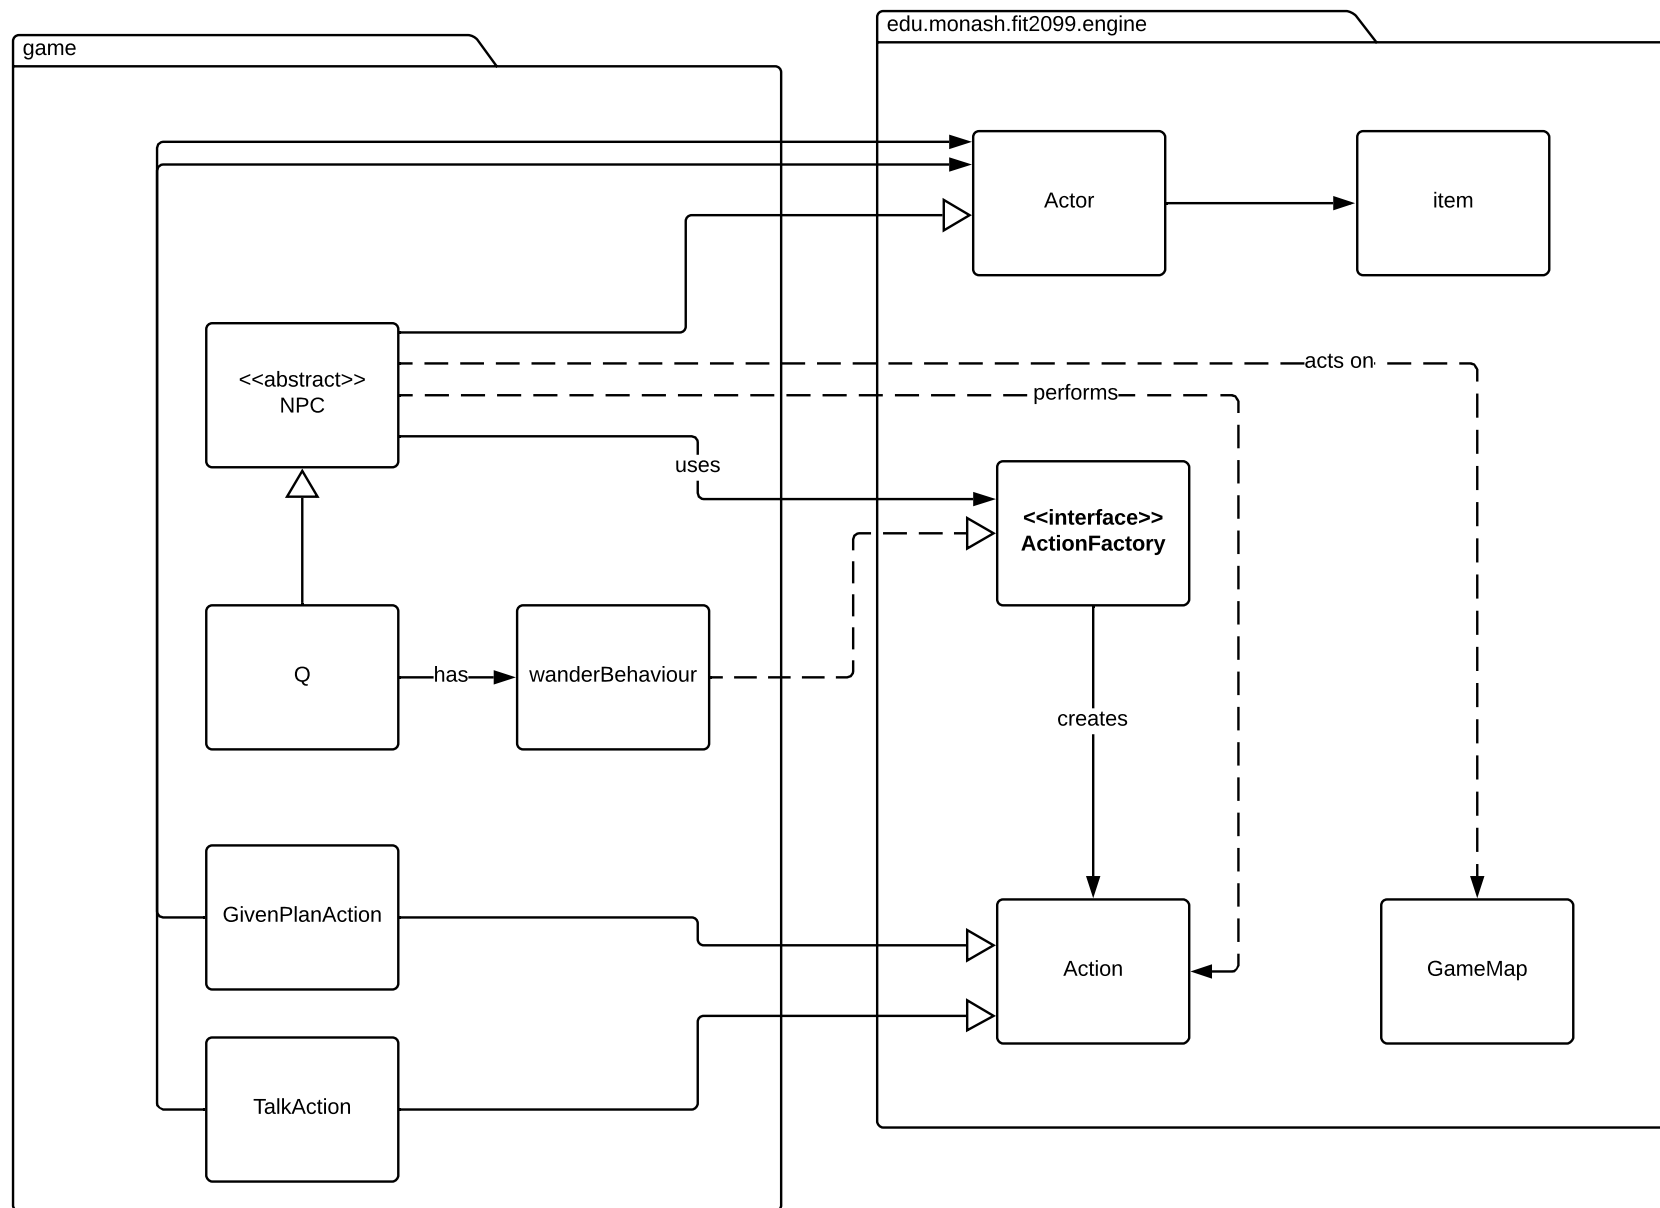 edu.monash.fit2099.engine
game
Actor
item
acts on
<<abstract>>
NPC
performs
uses
<<interface>>
ActionFactory
Q
has
wanderBehaviour
creates
GivenPlanAction
Action
GameMap
TalkAction